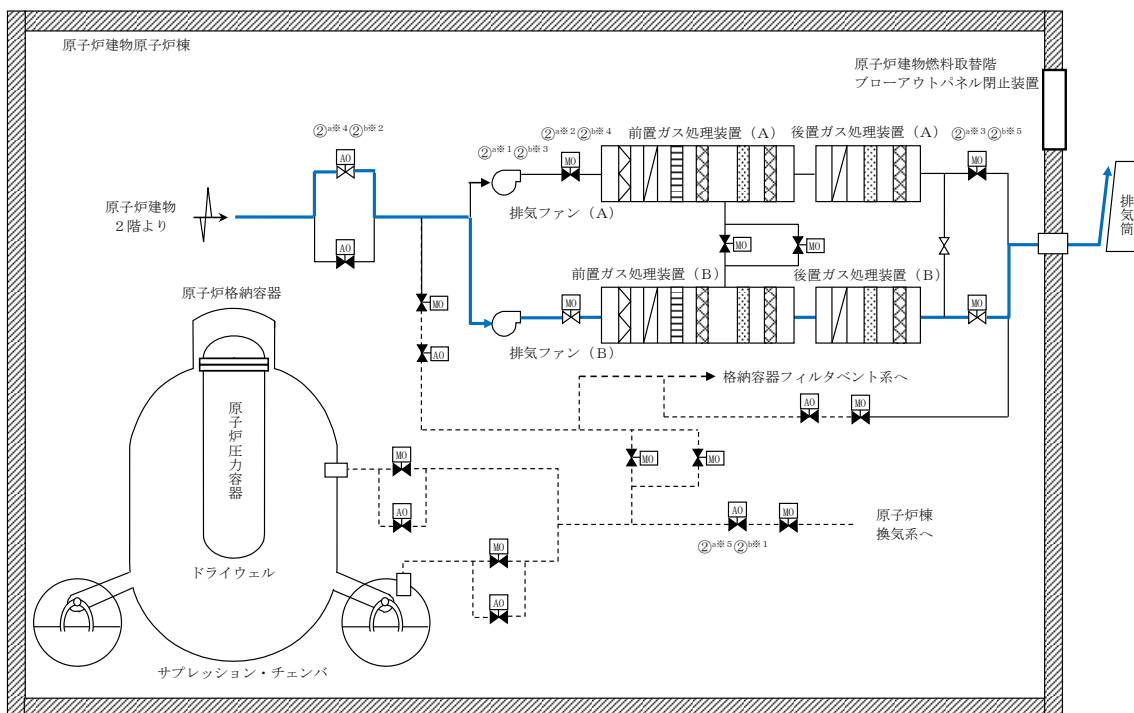 原子炉建物原子炉棟
原子炉建物燃料取替階
ブローアウトパネル閉止装置
②a※4②b※2
②a※2②b※4
前置ガス処理装置（A）
後置ガス処理装置（A）
②a※3②b※5
②a※1②b※3
AO
MO
MO
原子炉建物
２階より
排気ファン（A）
排気筒
AO
MO
MO
前置ガス処理装置（B）
後置ガス処理装置（B）
原子炉格納容器
MO
MO
MO
排気ファン（B）
AO
格納容器フィルタベント系へ
原子炉圧力容器
AO
MO
MO
MO
MO
AO
AO
MO
原子炉棟
換気系へ
②a※5②b※1
MO
ドライウェル
AO
サプレッション・チェンバ